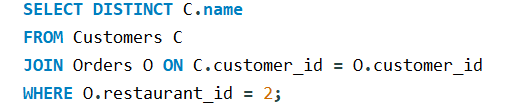 SELECT DISTINCT C.name
FROM Customers C
JOIN Orders O ON C.customer_id = O.customer_id
WHERE O.restaurant_id = 2;